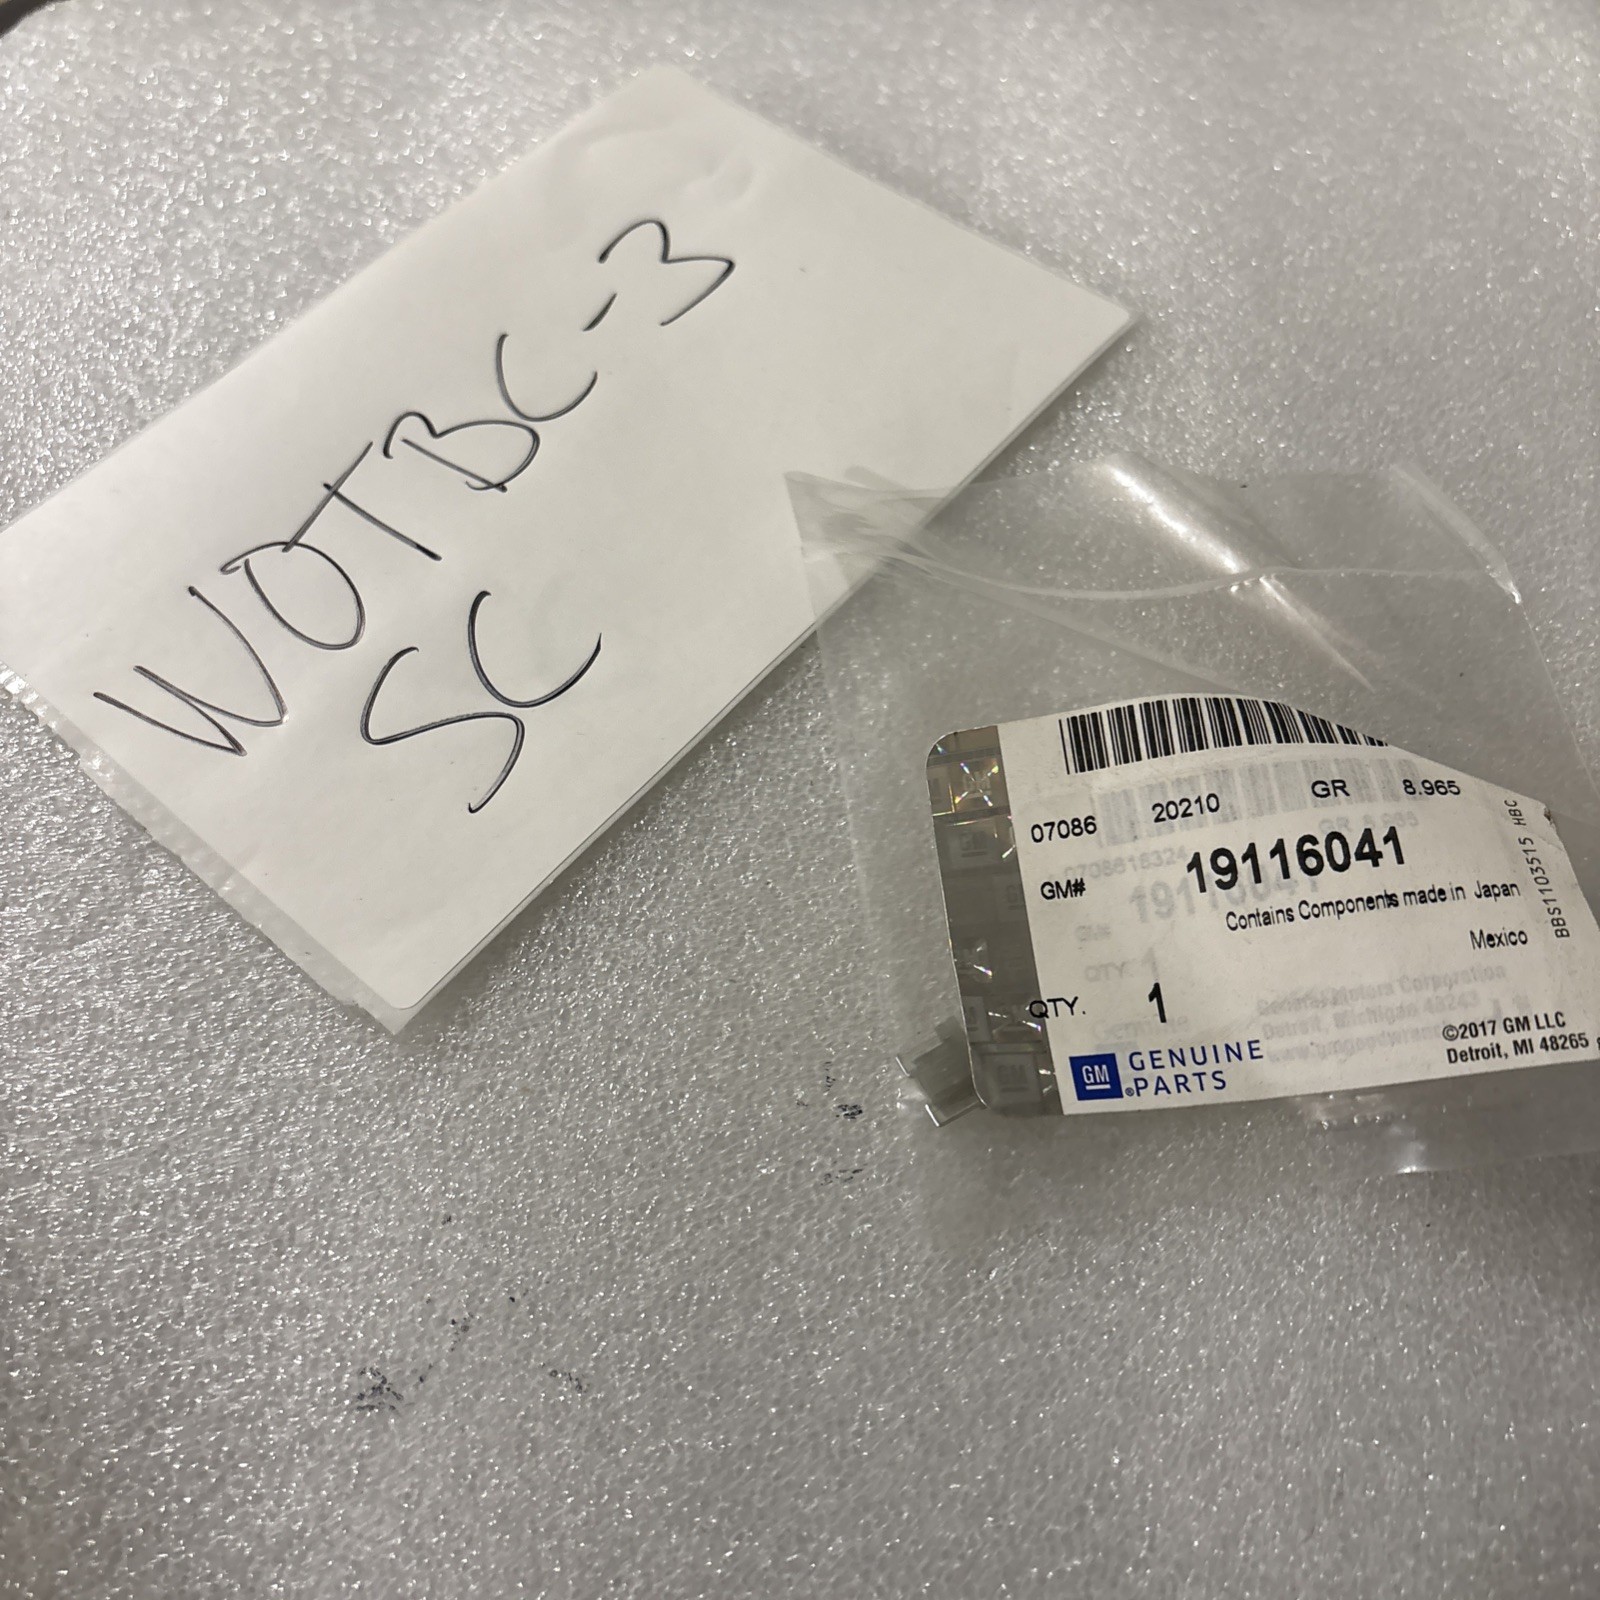 WOTBC-3
SC
07086 20210 GR 8.965
GM# 19116041
Contains Components made in Japan
Mexico
QTY. 1
GM GENUINE
PARTS
©2017 GM LLC
Detroit, MI 48265
BBS1103515 HBC